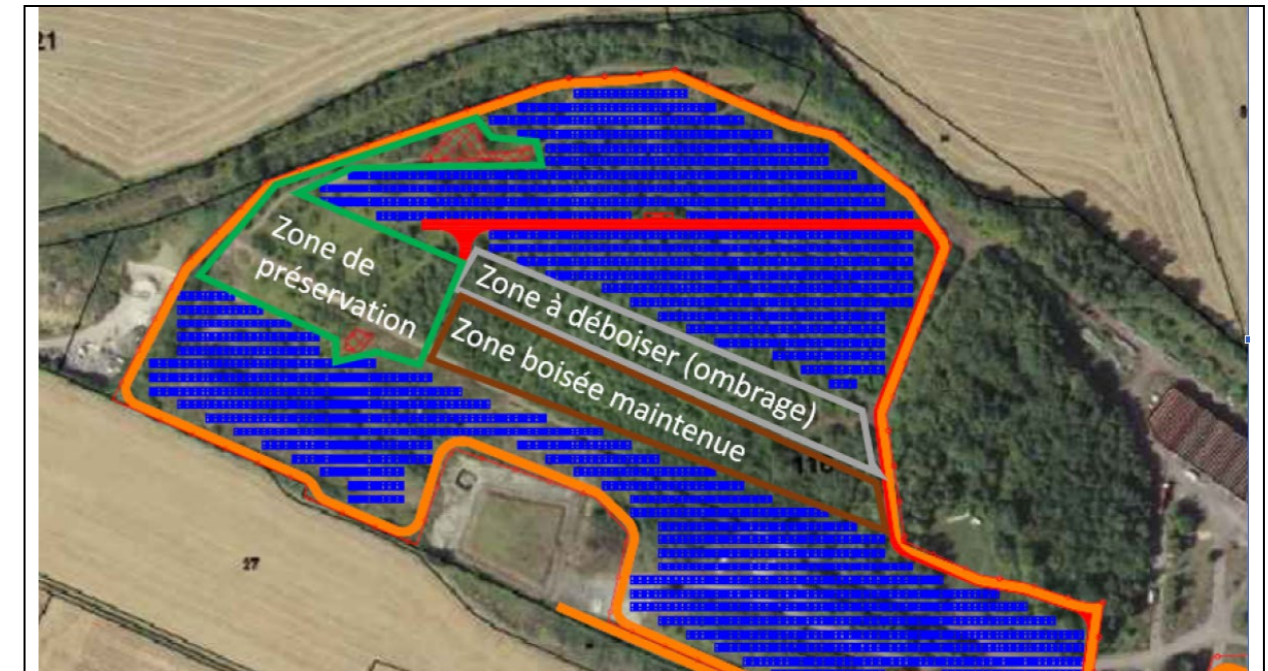 21
Zone de
préservation
Zone à déboiser (ombrage)
Zone boisée maintenue
27